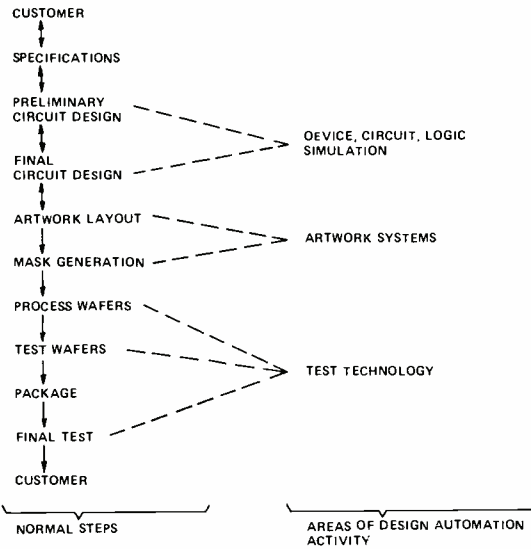 CUSTOMER
SPECIFICATIONS
PRELIMINARY
CIRCUIT DESIGN
OEVICE, CIRCUIT, LOGIC
SIMULATION
FINAL
CIRCUIT DESIGN
ARTWORK LAYOUT
ARTWORK SYSTEMS
MASK GENERATION
PROCESS WAFERS
TEST WAFERS
TEST TECHNOLOGY
PACKAGE
FINAL TEST
CUSTOMER
NORMAL STEPS
AREAS OF DESIGN AUTOMATION
ACTIVITY